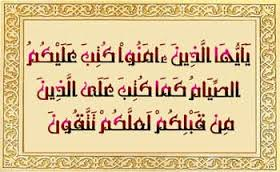 يَٰٓأَيُّهَا الَّذِينَ ءَامَنُوا۟ كُتِبَ عَلَيْكُمُ
الصِّيَامُ كَمَا كُتِبَ عَلَى الَّذِينَ
مِن قَبْلِكُمْ لَعَلَّكُمْ تَتَّقُونَ